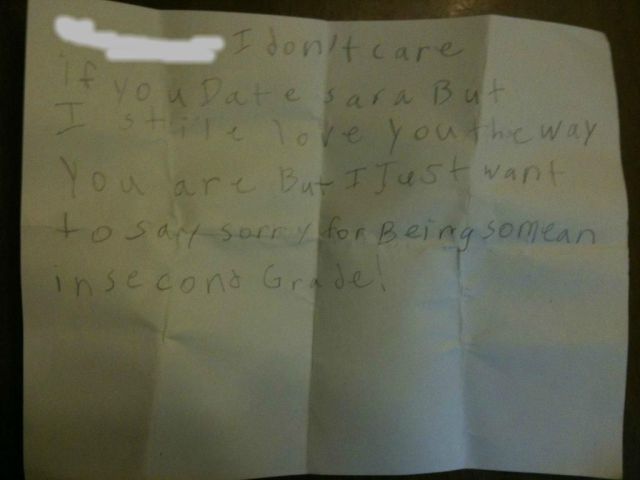 I don't care
if you Date sara But
I stile love you the way
You are But I Just want
to say sorry for Being so mean
in second Grade!